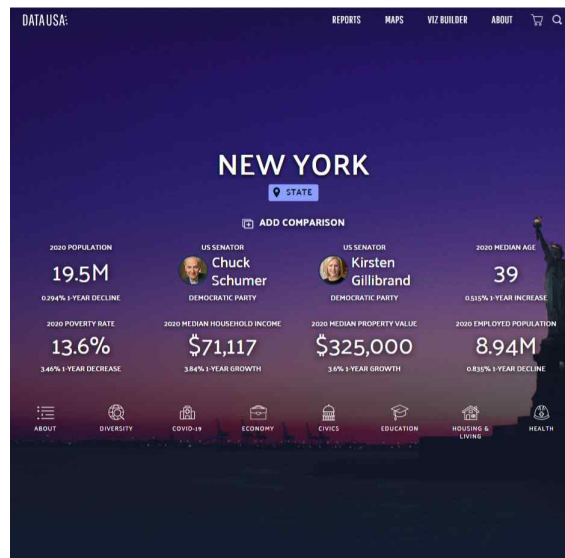 DATA USA:
REPORTS MAPS VIZ BUILDER ABOUT
NEW YORK
STATE
ADD COMPARISON
2020 POPULATION
19.5M
0.294% 1-YEAR DECLINE
US SENATOR
Chuck
Schumer
DEMOCRATIC PARTY
US SENATOR
Kirsten
Gillibrand
DEMOCRATIC PARTY
2020 MEDIAN AGE
39
0.515% 1-YEAR INCREASE
2020 POVERTY RATE
13.6%
3.46% 1-YEAR DECREASE
2020 MEDIAN HOUSEHOLD INCOME
$71,117
3.84% 1-YEAR GROWTH
2020 MEDIAN PROPERTY VALUE
$325,000
3.6% 1-YEAR GROWTH
2020 EMPLOYED POPULATION
8.94M
0.835% 1-YEAR DECLINE
ABOUT
DIVERSITY
COVID-19
ECONOMY
CIVICS
EDUCATION
HOUSING &
LIVING
HEALTH